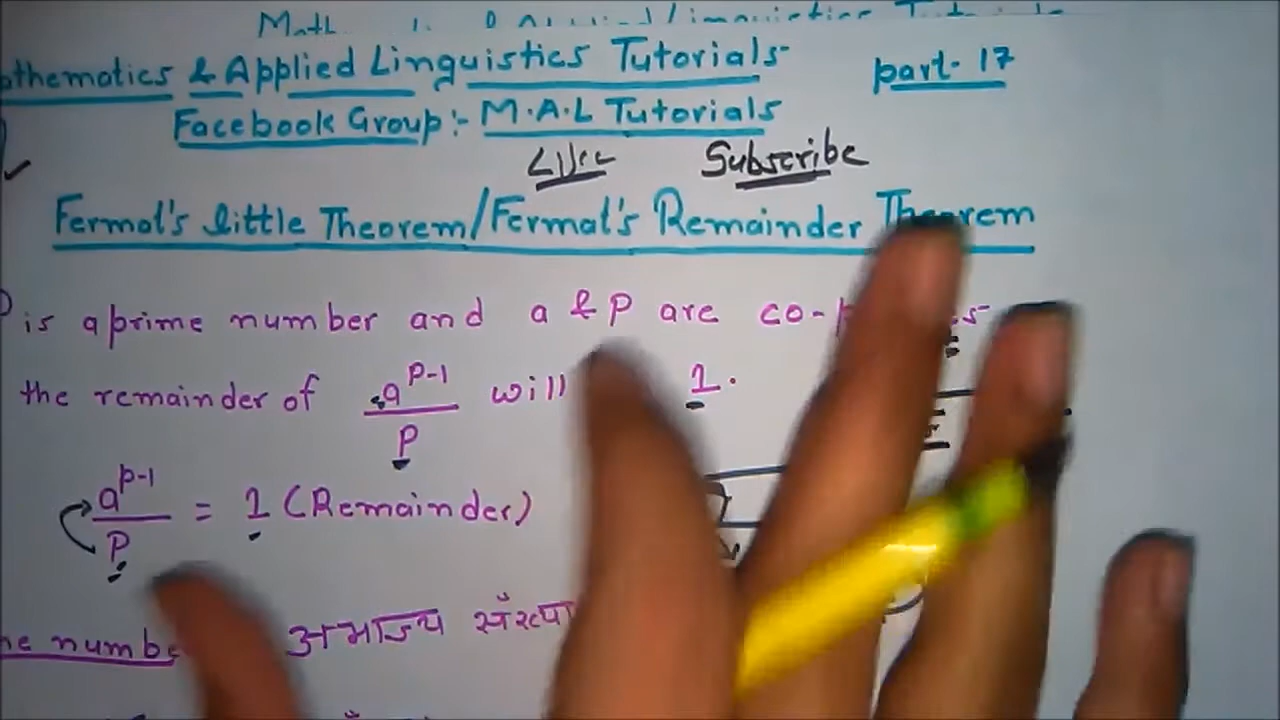 athematics & Applied Linguistics Tutorials part- 17
Facebook Group:- M.A.L Tutorials
Like Subscribe
Fermat's little Theorem/Fermat's Remainder Theorem
P is a prime number and a & p are
the remainder of a^(p-1)/p will 1.
a^(p-1)/p = 1 (Remainder)
अभाज्य